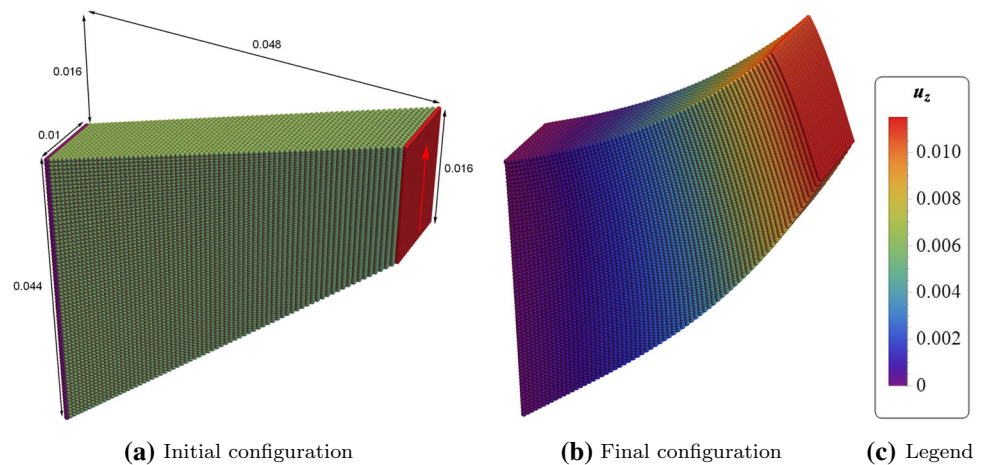 0.048
0.016
0.01
0.016
0.044
u_z
0.010
0.008
0.006
0.004
0.002
0
(a) Initial configuration
(b) Final configuration
(c) Legend